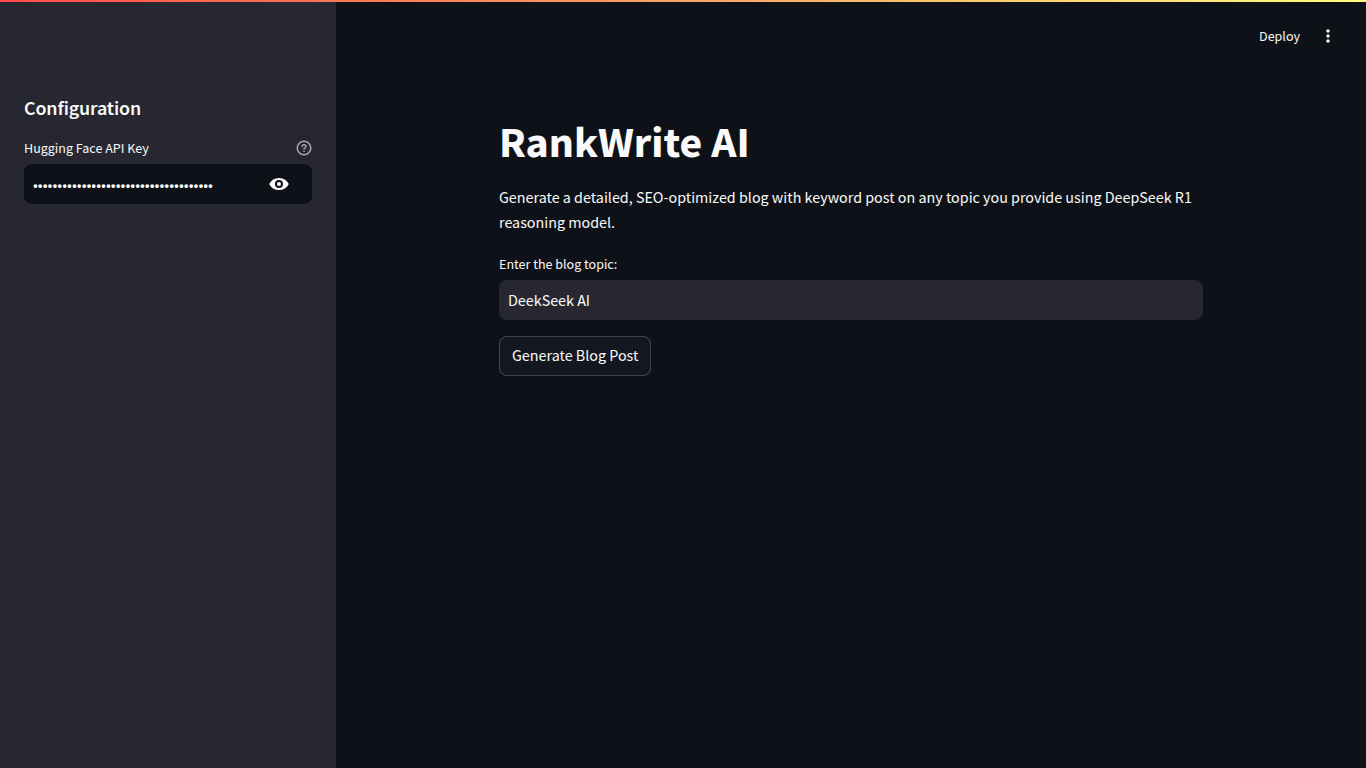 Deploy
Configuration
Hugging Face API Key
••••••••••••••••••••••••••••••••••••
RankWrite AI
Generate a detailed, SEO-optimized blog with keyword post on any topic you provide using DeepSeek R1
reasoning model.
Enter the blog topic:
DeekSeek AI
Generate Blog Post